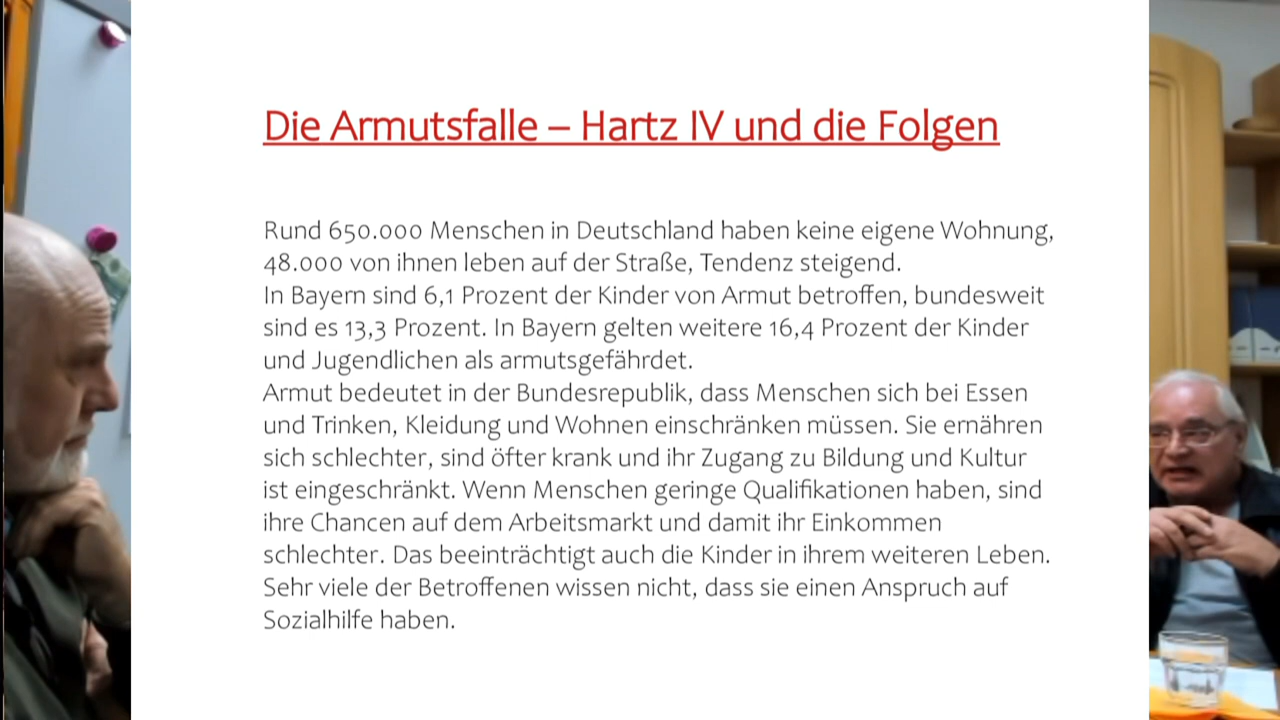 Die Armutsfalle – Hartz IV und die Folgen
Rund 650.000 Menschen in Deutschland haben keine eigene Wohnung,
48.000 von ihnen leben auf der Straße, Tendenz steigend.
In Bayern sind 6,1 Prozent der Kinder von Armut betroffen, bundesweit
sind es 13,3 Prozent. In Bayern gelten weitere 16,4 Prozent der Kinder
und Jugendlichen als armutsgefährdet.
Armut bedeutet in der Bundesrepublik, dass Menschen sich bei Essen
und Trinken, Kleidung und Wohnen einschränken müssen. Sie ernähren
sich schlechter, sind öfter krank und ihr Zugang zu Bildung und Kultur
ist eingeschränkt. Wenn Menschen geringe Qualifikationen haben, sind
ihre Chancen auf dem Arbeitsmarkt und damit ihr Einkommen
schlechter. Das beeinträchtigt auch die Kinder in ihrem weiteren Leben.
Sehr viele der Betroffenen wissen nicht, dass sie einen Anspruch auf
Sozialhilfe haben.